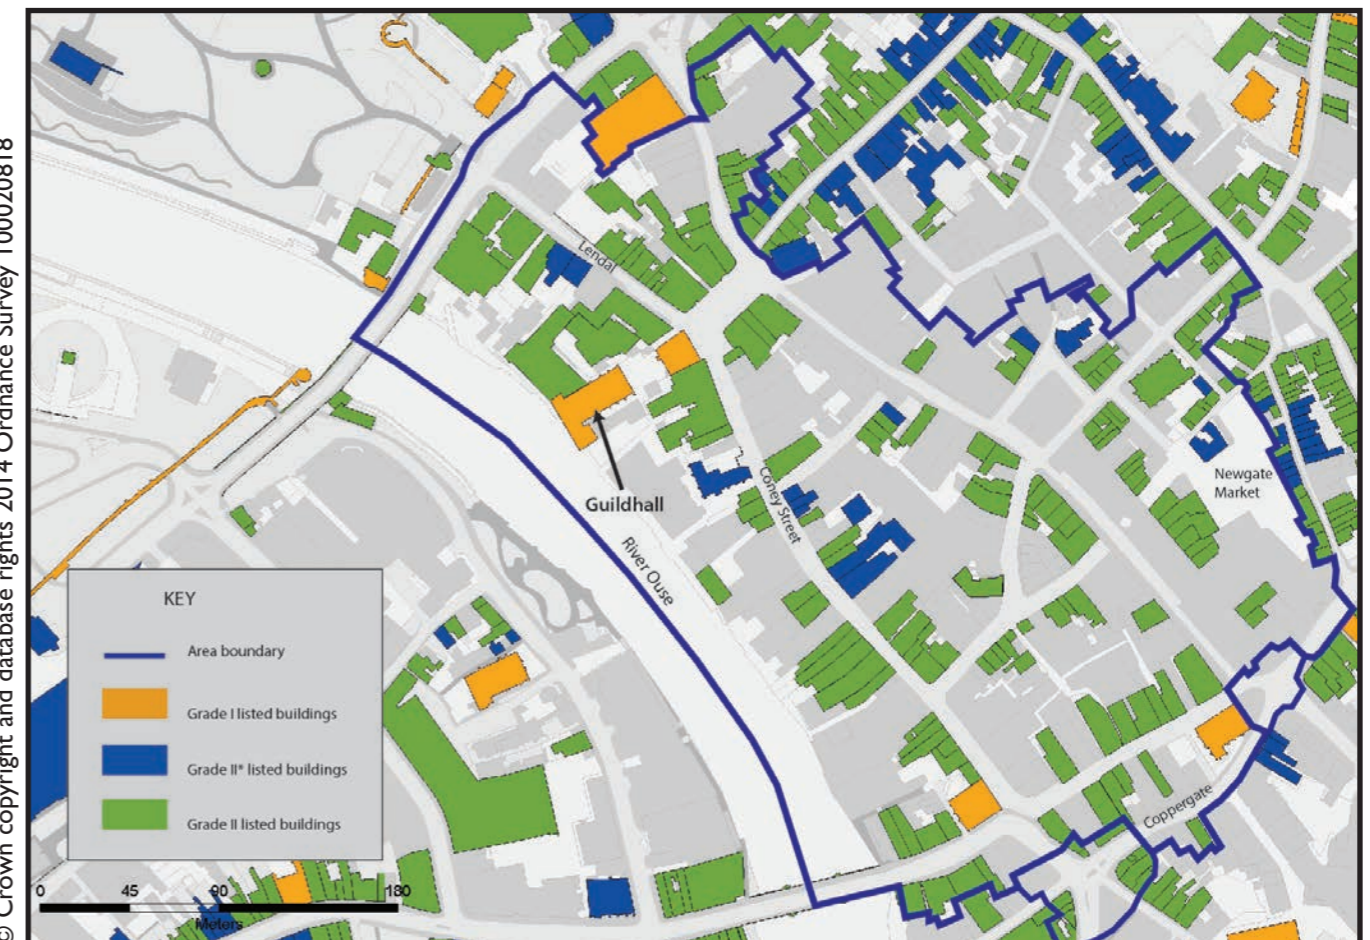 © Crown copyright and database rights 2014 Ordnance Survey 100020818
Lendal
Guildhall
Coney Street
River Ouse
Newgate
Market
Coppergate
KEY
Area boundary
Grade I listed buildings
Grade II* listed buildings
Grade II listed buildings
0 45 90 180
Meters